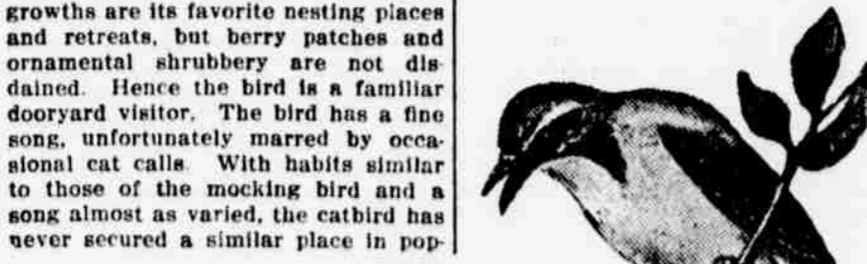 growths are its favorite nesting places
and retreats, but berry patches and
ornamental shrubbery are not dis-
dained. Hence the bird is a familiar
dooryard visitor. The bird has a fine
song, unfortunately marred by occa-
sional cat calls. With habits similar
to those of the mocking bird and a
song almost as varied, the catbird has
never secured a similar place in pop-